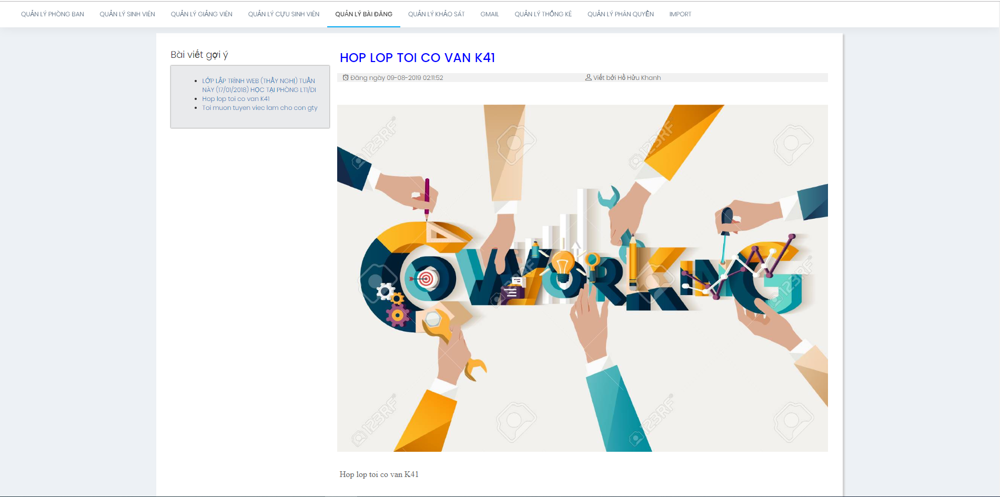 QUẢN LÝ PHÒNG BAN QUẢN LÝ SINH VIÊN QUẢN LÝ GIẢNG VIÊN QUẢN LÝ CỰU SINH VIÊN QUẢN LÝ BÀI ĐĂNG QUẢN LÝ KHẢO SÁT GMAIL QUẢN LÝ THỐNG KÊ QUẢN LÝ PHÂN QUYỀN IMPORT
Bài viết gợi ý
LỚP LẬP TRÌNH WEB (THẦY NGHỊ) TUẦN
NÀY (17/01/2018) HỌC TẠI PHÒNG LT1/DI
Hop lop toi co van K41
Toi muon tuyen viec lam cho con gty
HOP LOP TOI CO VAN K41
Đăng ngày 09-08-2019 02:11:52 Viết bởi Hồ Hữu Khanh
123RF
123RF
COWORKING
123RF
123RF
123RF
123RF
Hop lop toi co van K41